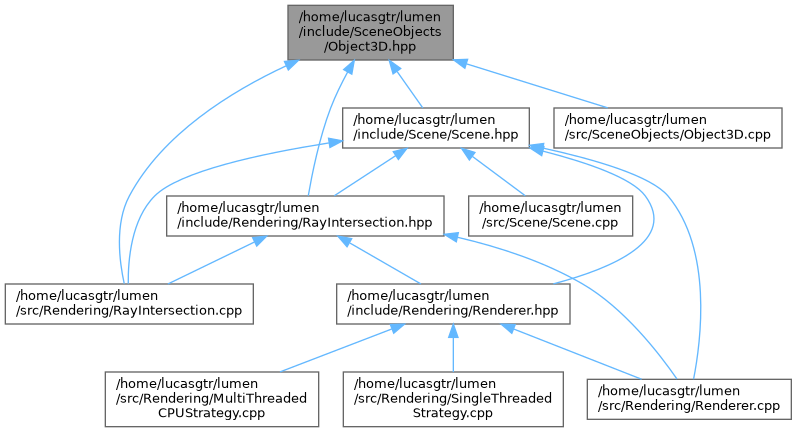 /home/lucasgtr/lumen
/include/SceneObjects
/Object3D.hpp
/home/lucasgtr/lumen
/include/Scene/Scene.hpp
/home/lucasgtr/lumen
/src/SceneObjects/Object3D.cpp
/home/lucasgtr/lumen
/include/Rendering/RayIntersection.hpp
/home/lucasgtr/lumen
/src/Scene/Scene.cpp
/home/lucasgtr/lumen
/src/Rendering/RayIntersection.cpp
/home/lucasgtr/lumen
/include/Rendering/Renderer.hpp
/home/lucasgtr/lumen
/src/Rendering/MultiThreaded
CPUStrategy.cpp
/home/lucasgtr/lumen
/src/Rendering/SingleThreaded
Strategy.cpp
/home/lucasgtr/lumen
/src/Rendering/Renderer.cpp